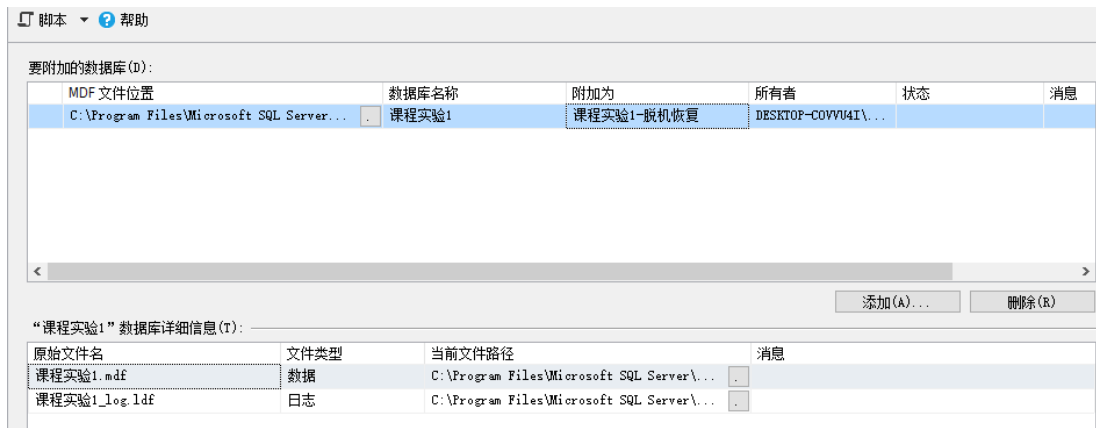 脚本 帮助
要附加的数据库(D):
MDF 文件位置 数据库名称 附加为 所有者 状态 消息
C:\Program Files\Microsoft SQL Server... . 课程实验1 课程实验1-脱机恢复 DESKTOP-COVVU4I\...
添加(A)... 删除(R)
“课程实验1”数据库详细信息(T):
原始文件名 文件类型 当前文件路径 消息
课程实验1.mdf 数据 C:\Program Files\Microsoft SQL Server\... .
课程实验1_log.ldf 日志 C:\Program Files\Microsoft SQL Server\... .